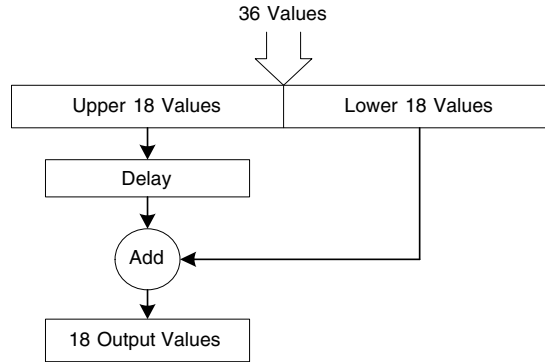 36 Values
Upper 18 Values
Lower 18 Values
Delay
Add
18 Output Values